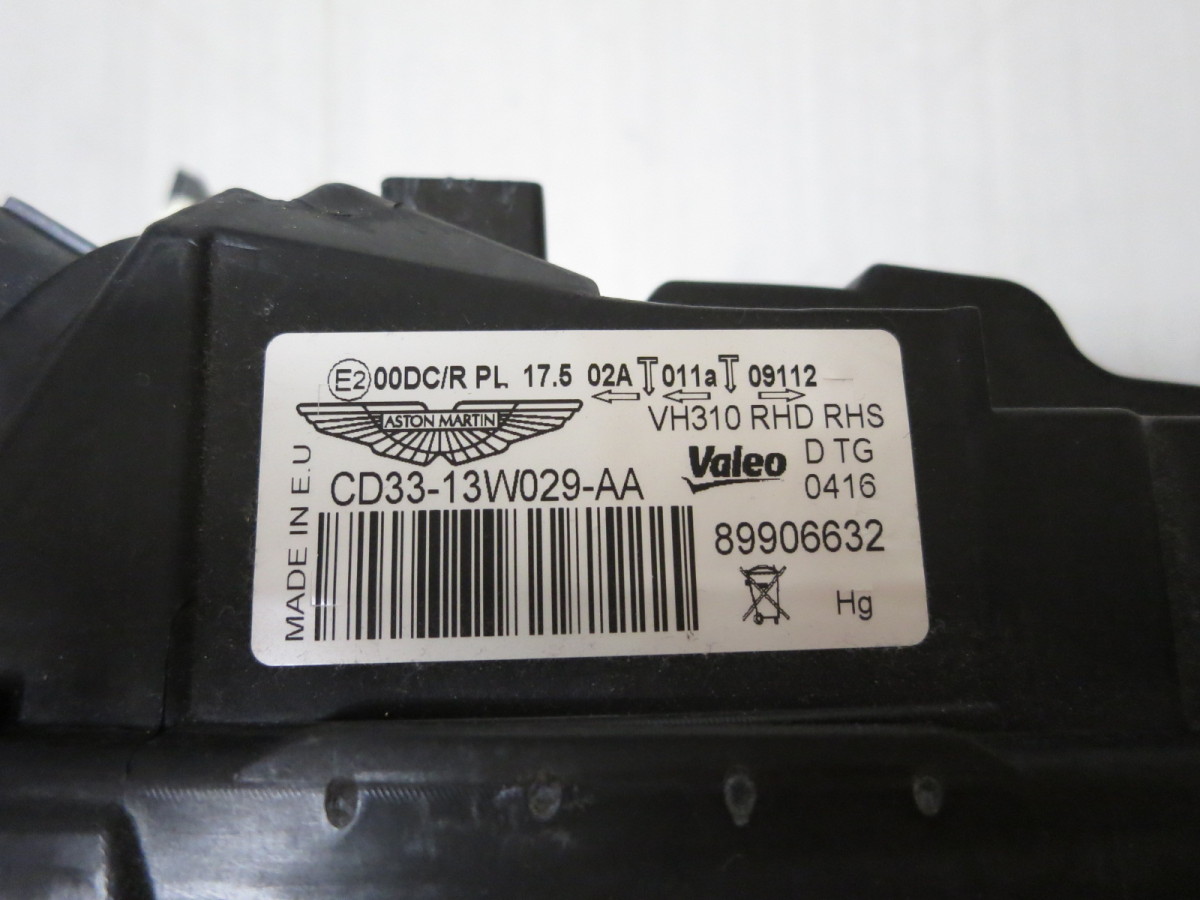 E2 00DC/R PL 17.5 02A 011a 09112
ASTON MARTIN
VH310 RHD RHS
MADE IN E.U
CD33-13W029-AA
Valeo
D TG
0416
89906632
Hg